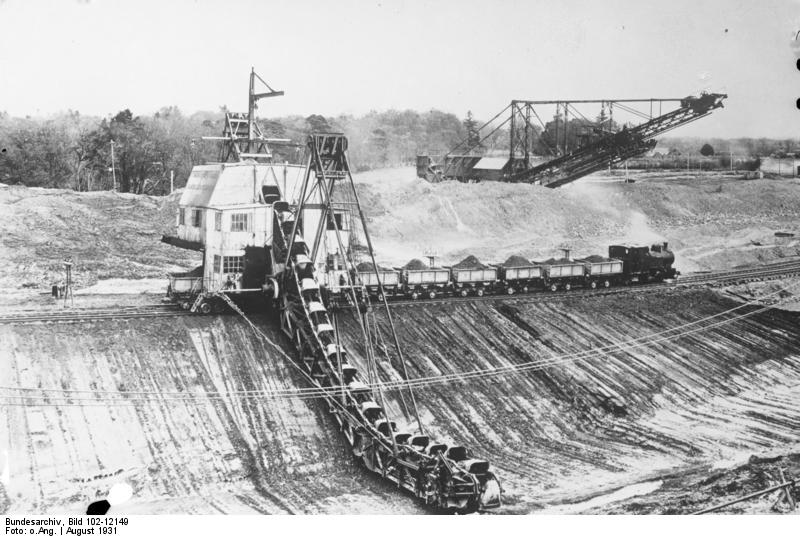 Bundesarchiv, Bild 102-12149
Foto: o.Ang. | August 1931